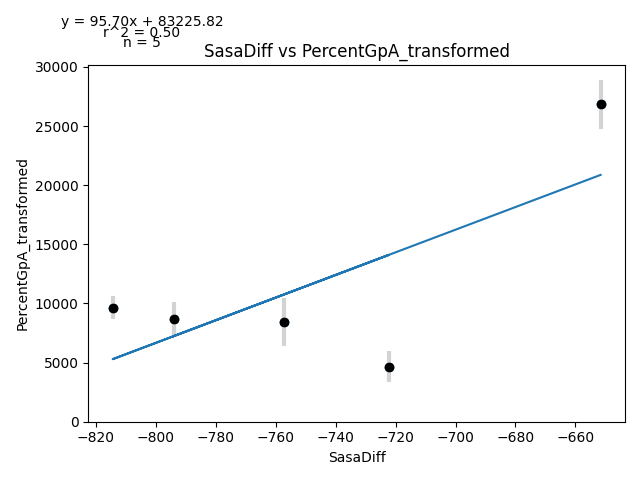 y = 95.70x + 83225.82
r^2 = 0.50
n = 5
SasaDiff vs PercentGpA_transformed
30000
25000
20000
15000
10000
5000
0
PercentGpA_transformed
−820 −800 −780 −760 −740 −720 −700 −680 −660
SasaDiff